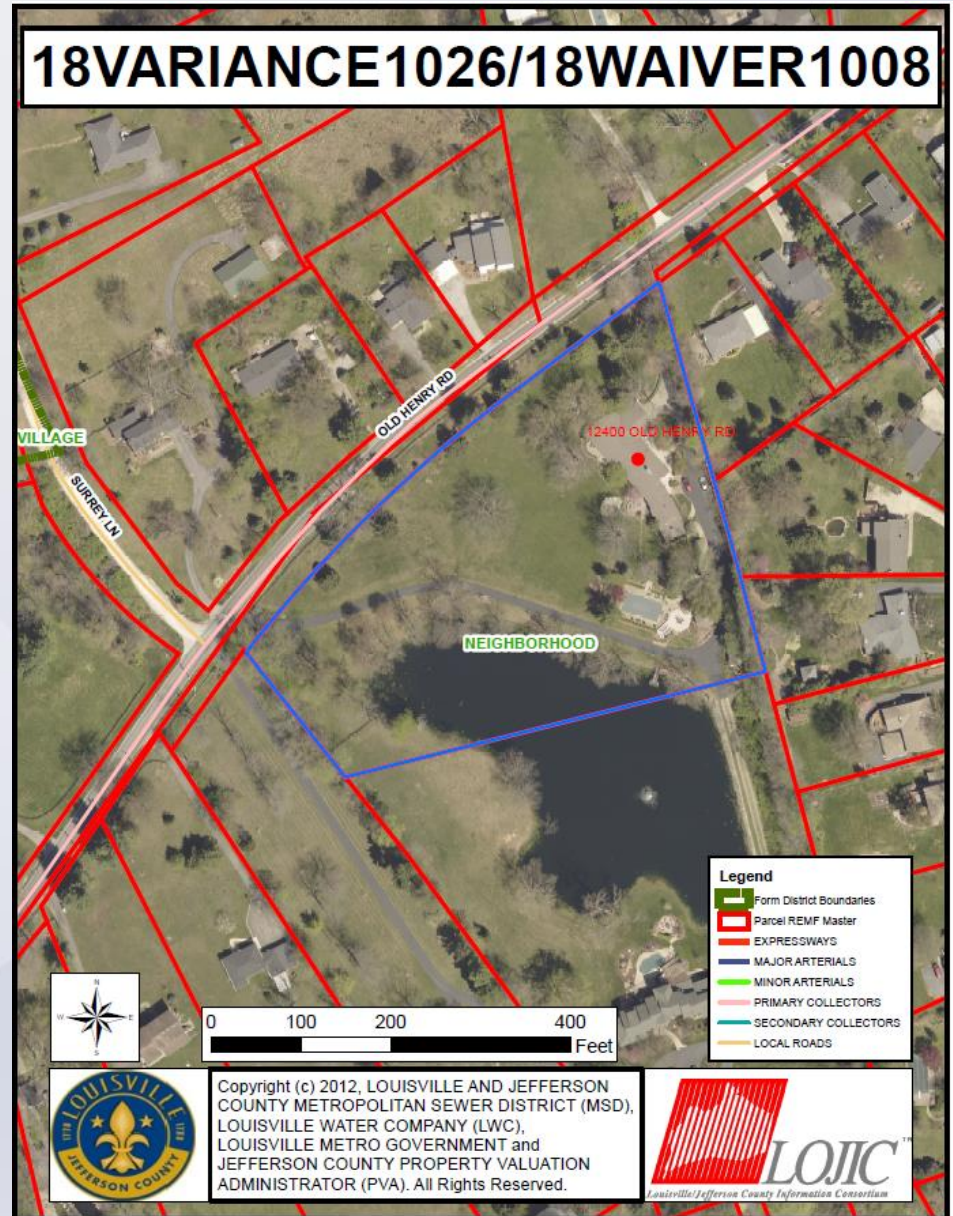 18VARIANCE1026/18WAIVER1008
OLD HENRY RD
12400 OLD HENRY RD
VILLAGE
SURREY LN
NEIGHBORHOOD
Legend
Form District Boundaries
Parcel REMF Master
EXPRESSWAYS
MAJOR ARTERIALS
MINOR ARTERIALS
PRIMARY COLLECTORS
SECONDARY COLLECTORS
LOCAL ROADS
N
W E
S
0 100 200 400
Feet
LOUISVILLE
1778 1780
JEFFERSON COUNTY
Copyright (c) 2012, LOUISVILLE AND JEFFERSON
COUNTY METROPOLITAN SEWER DISTRICT (MSD),
LOUISVILLE WATER COMPANY (LWC),
LOUISVILLE METRO GOVERNMENT and
JEFFERSON COUNTY PROPERTY VALUATION
ADMINISTRATOR (PVA). All Rights Reserved.
LOJIC™
Louisville/Jefferson County Information Consortium